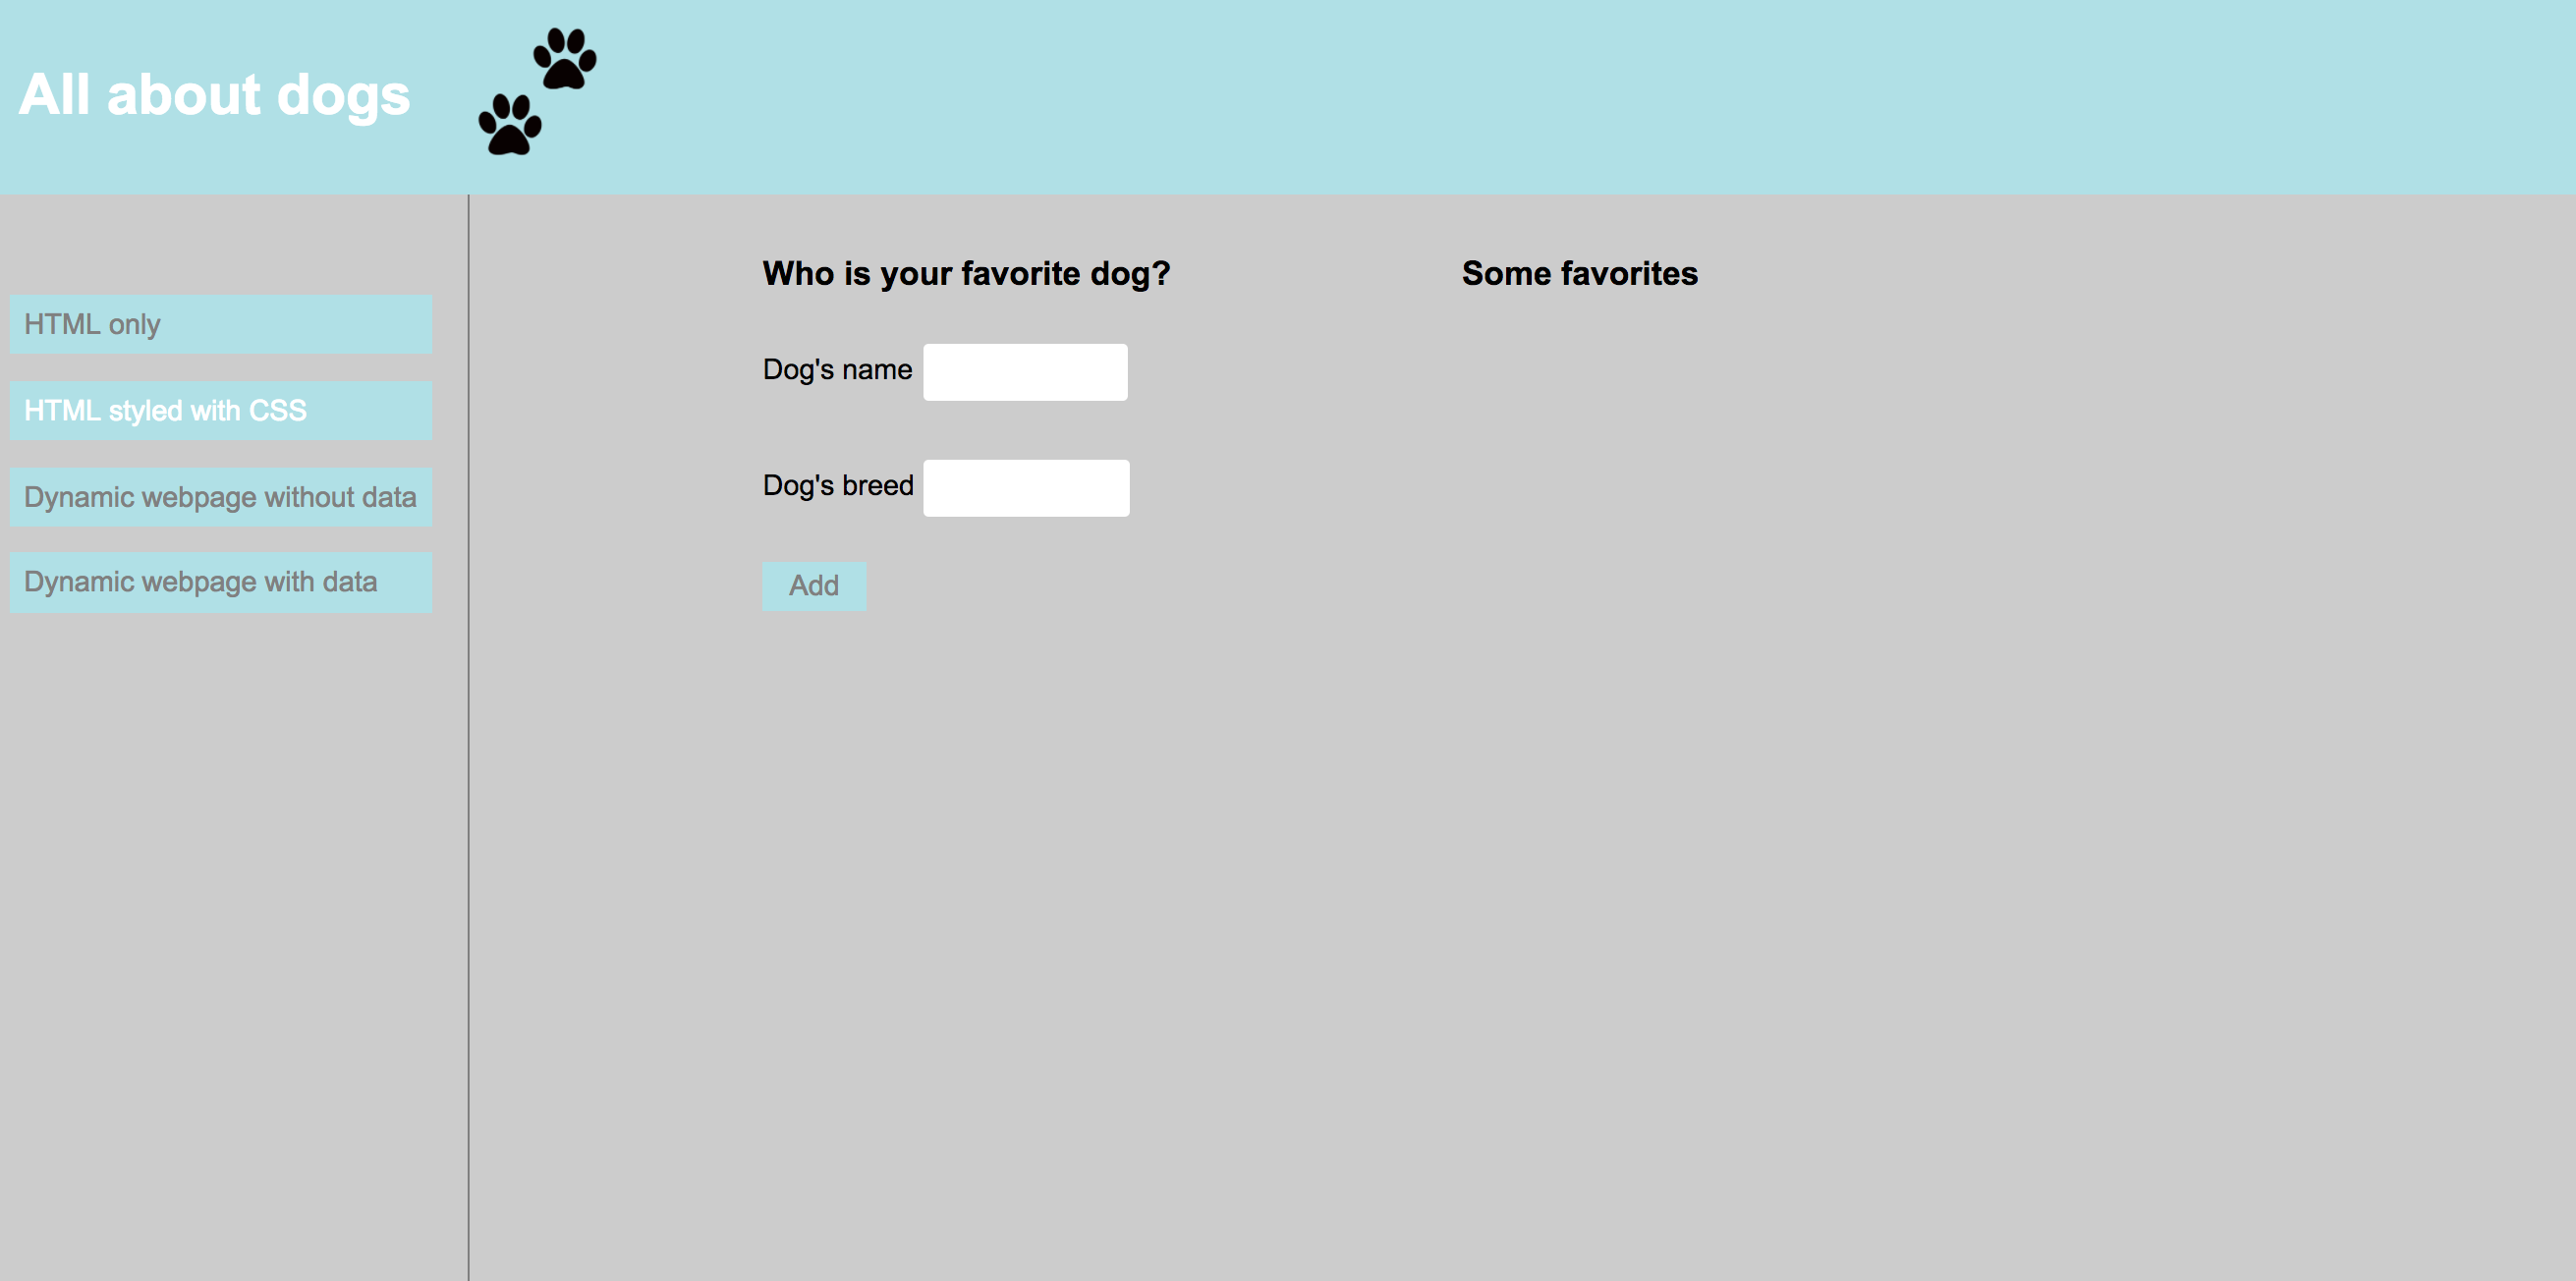 All about dogs
HTML only
HTML styled with CSS
Dynamic webpage without data
Dynamic webpage with data
Who is your favorite dog?
Dog's name
Dog's breed
Add
Some favorites